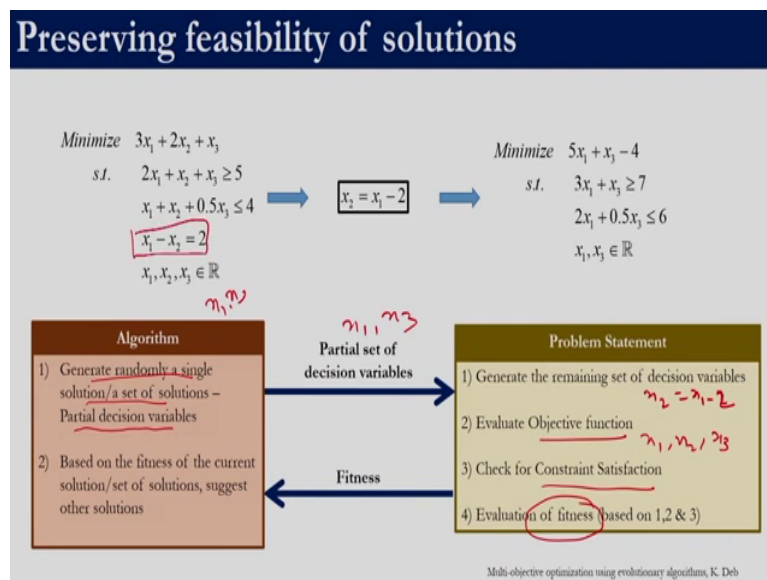 Preserving feasibility of solutions
Minimize 3x₁ + 2x₂ + x₃
s.t. 2x₁ + x₂ + x₃ ≥ 5
x₁ + x₂ + 0.5x₃ ≤ 4
x₁ − x₂ = 2
x₁, x₂, x₃ ∈ ℝ
x₂ = x₁ − 2
Minimize 5x₁ + x₃ − 4
s.t. 3x₁ + x₃ ≥ 7
2x₁ + 0.5x₃ ≤ 6
x₁, x₃ ∈ ℝ
Algorithm
1) Generate randomly a single
solution/a set of solutions –
Partial decision variables
2) Based on the fitness of the current
solution/set of solutions, suggest
other solutions
x₁, x₃
Partial set of
decision variables
Fitness
Problem Statement
1) Generate the remaining set of decision variables
x₂ = x₁ - 2
2) Evaluate Objective function
x₁, x₂, x₃
3) Check for Constraint Satisfaction
4) Evaluation of fitness (based on 1,2 & 3)
Multi-objective optimization using evolutionary algorithms, K. Deb